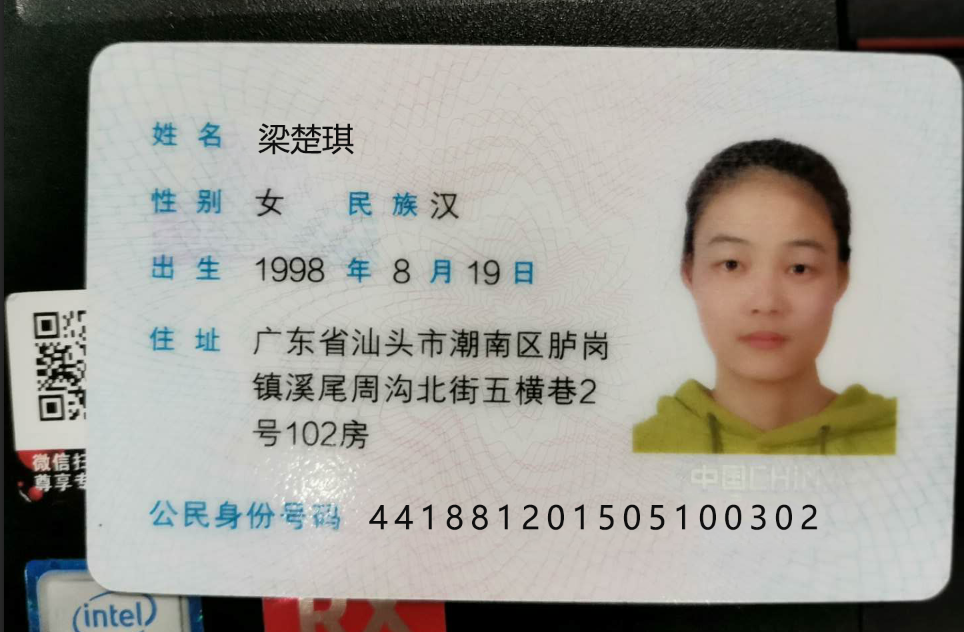 姓名 梁楚琪
性别 女 民族 汉
出生 1998 年 8 月 19 日
住址 广东省汕头市潮南区胪岗
镇溪尾周沟北街五横巷2
号102房
中国CHIN
公民身份号码 441881201505100302
微信扫
尊享专
intel
RX